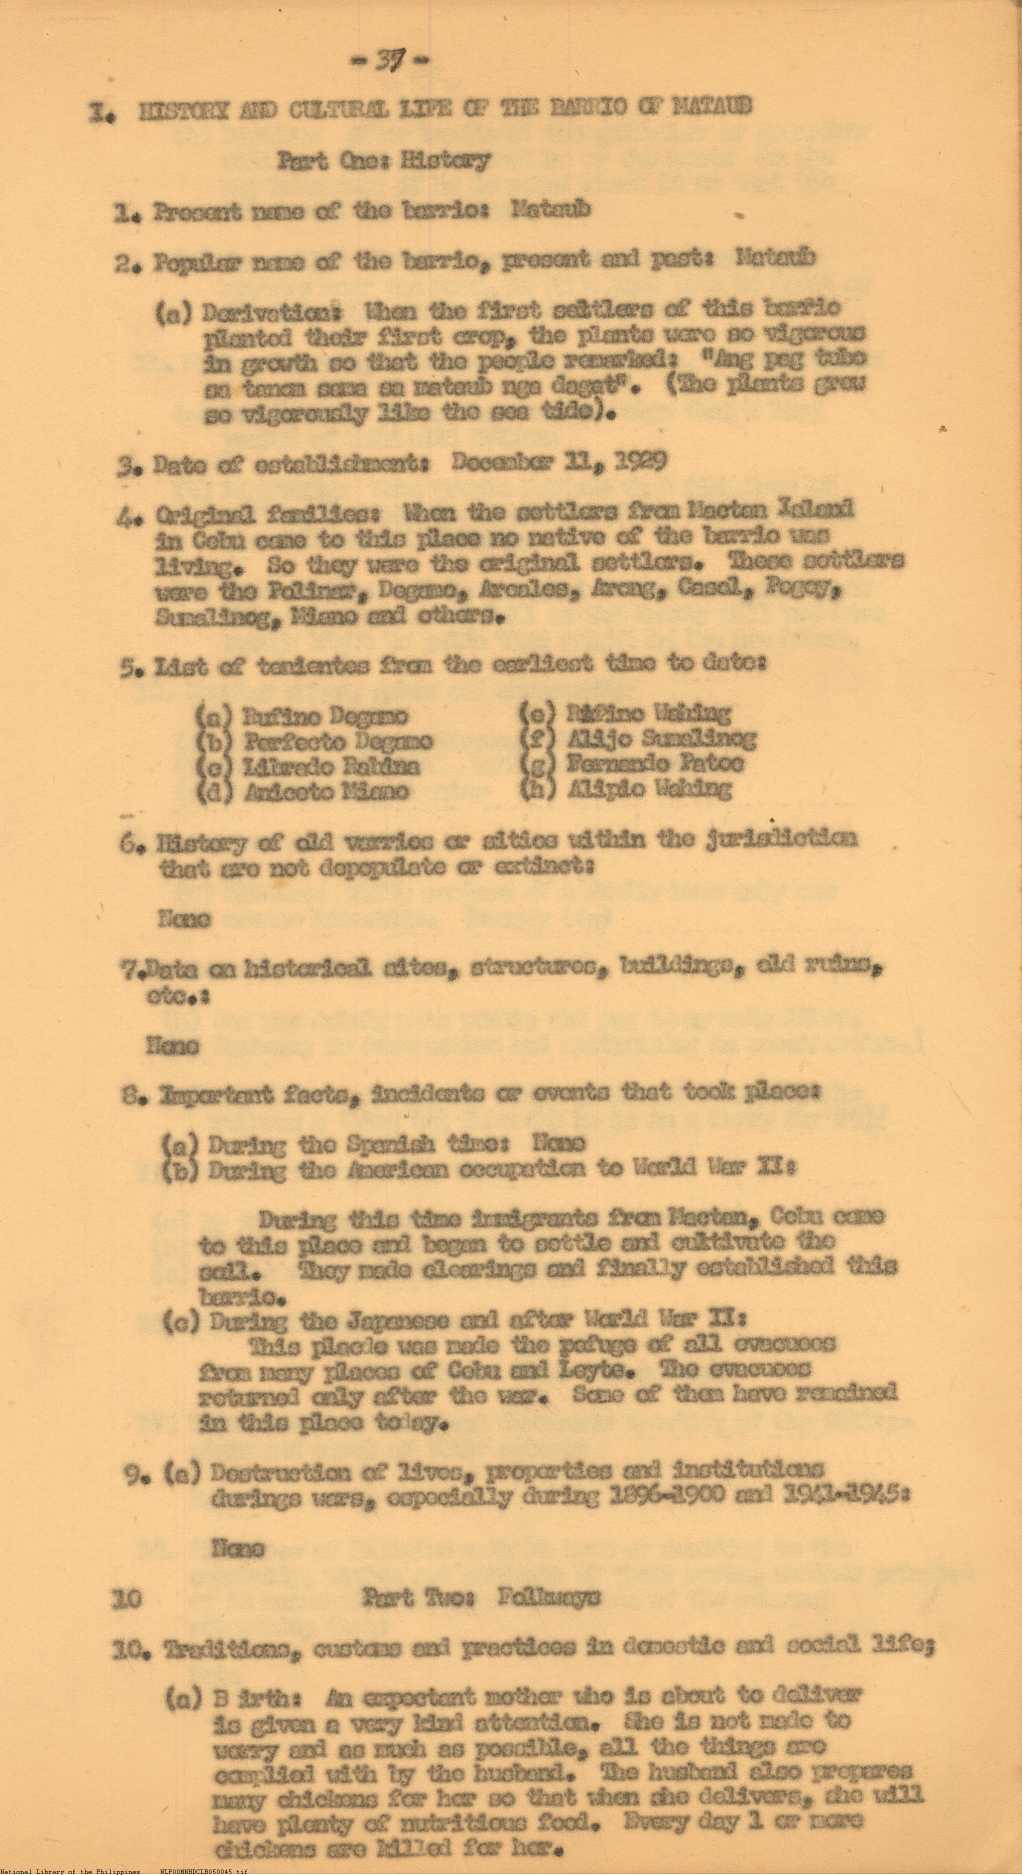 - 37 -
I. HISTORY AND CULTURAL LIFE OF THE BARRIO OF MATAUB
Part One: History
1. Present name of the barrio: Mataub
2. Popular name of the barrio, present and past: Mataub
(a) Derivation: When the first settlers of this barrio
planted their first crop, the plants were so vigorous
in growth so that the people remarked: "Ang pag tubo
sa tanom sama sa mataub nga dagat". (The plants grew
so vigorously like the sea tide).
3. Date of establishment: December 11, 1929
4. Original families: When the settlers from Mactan Island
in Cebu came to this place no native of the barrio was
living. So they were the original settlers. These settlers
were the Polinar, Degamo, Arcales, Arong, Casol, Pogoy,
Sumalinog, Miano and others.
5. List of tenientes from the earliest time to date:
(a) Rufino Degamo
(b) Perfecto Degamo
(c) Librado Rabina
(d) Aniceto Miano
(e) Rifino Wahing
(f) Alijo Sumalinog
(g) Fernando Patoc
(h) Alipio Wahing
6. History of old varrios or sitios within the jurisdiction
that are not depopulate or extinct:
None
7.Data on historical sites, structures, buildings, old ruins,
etc.:
None
8. Important facts, incidents or events that took place:
(a) During the Spanish time: None
(b) During the American occupation to World War II:
During this time immigrants from Mactan, Cebu came
to this place and began to settle and cultivate the
soil. They made clearings and finally established this
barrio.
(c) During the Japanese and after World War II:
This placde was made the refuge of all evacuees
from many places of Cebu and Leyte. The evacuees
returned only after the war. Some of them have remained
in this place today.
9. (a) Destruction of lives, properties and institutions
durings wars, especially during 1896-1900 and 1941-1945:
None
10 Part Two: Folkways
10. Traditions, customs and practices in domestic and social life;
(a) B irth: An expectant mother who is about to deliver
is given a very kind attention. She is not made to
worry and as much as possible, all the things are
complied with by the husband. The husband also prepares
many chickens for her so that when she delivers, she will
have plenty of nutritious food. Every day 1 or more
chickens are killed for her.
National Library of the Philippines NLP00MNHDCLB050045.tif